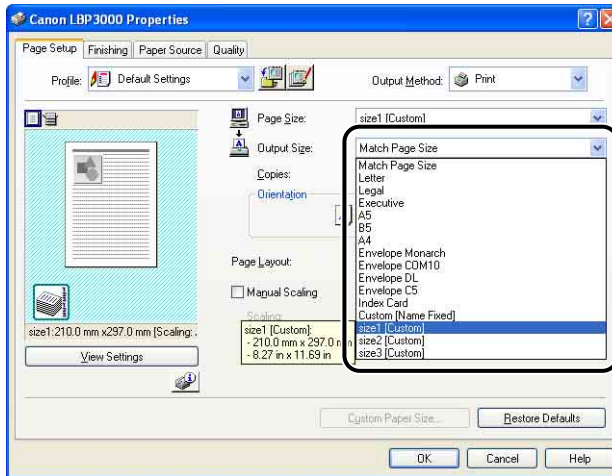 Canon LBP3000 Properties
Page Setup Finishing Paper Source Quality
Profile: Default Settings Output Method: Print
Page Size: size1 [Custom]
Output Size: Match Page Size
Match Page Size
Letter
Legal
Executive
A5
B5
A4
Envelope Monarch
Envelope COM10
Envelope DL
Envelope C5
Index Card
Custom [Name Fixed]
size1 [Custom]
size2 [Custom]
size3 [Custom]
Copies:
Orientation
A
Page Layout:
Manual Scaling
Scaling:
size1 [Custom]:
- 210.0 mm x 297.0 m
- 8.27 in x 11.69 in
size1:210.0 mm x297.0 mm [Scaling: .
View Settings
Custom Paper Size... Restore Defaults
OK Cancel Help